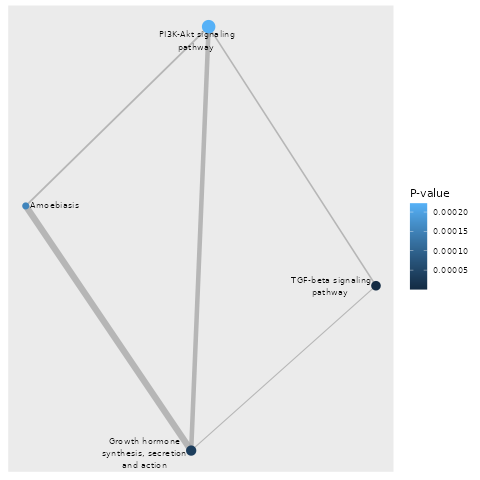 PI3K-Akt signaling
pathway
Amoebiasis
TGF-beta signaling
pathway
Growth hormone
synthesis, secretion
and action
P-value
0.00020
0.00015
0.00010
0.00005